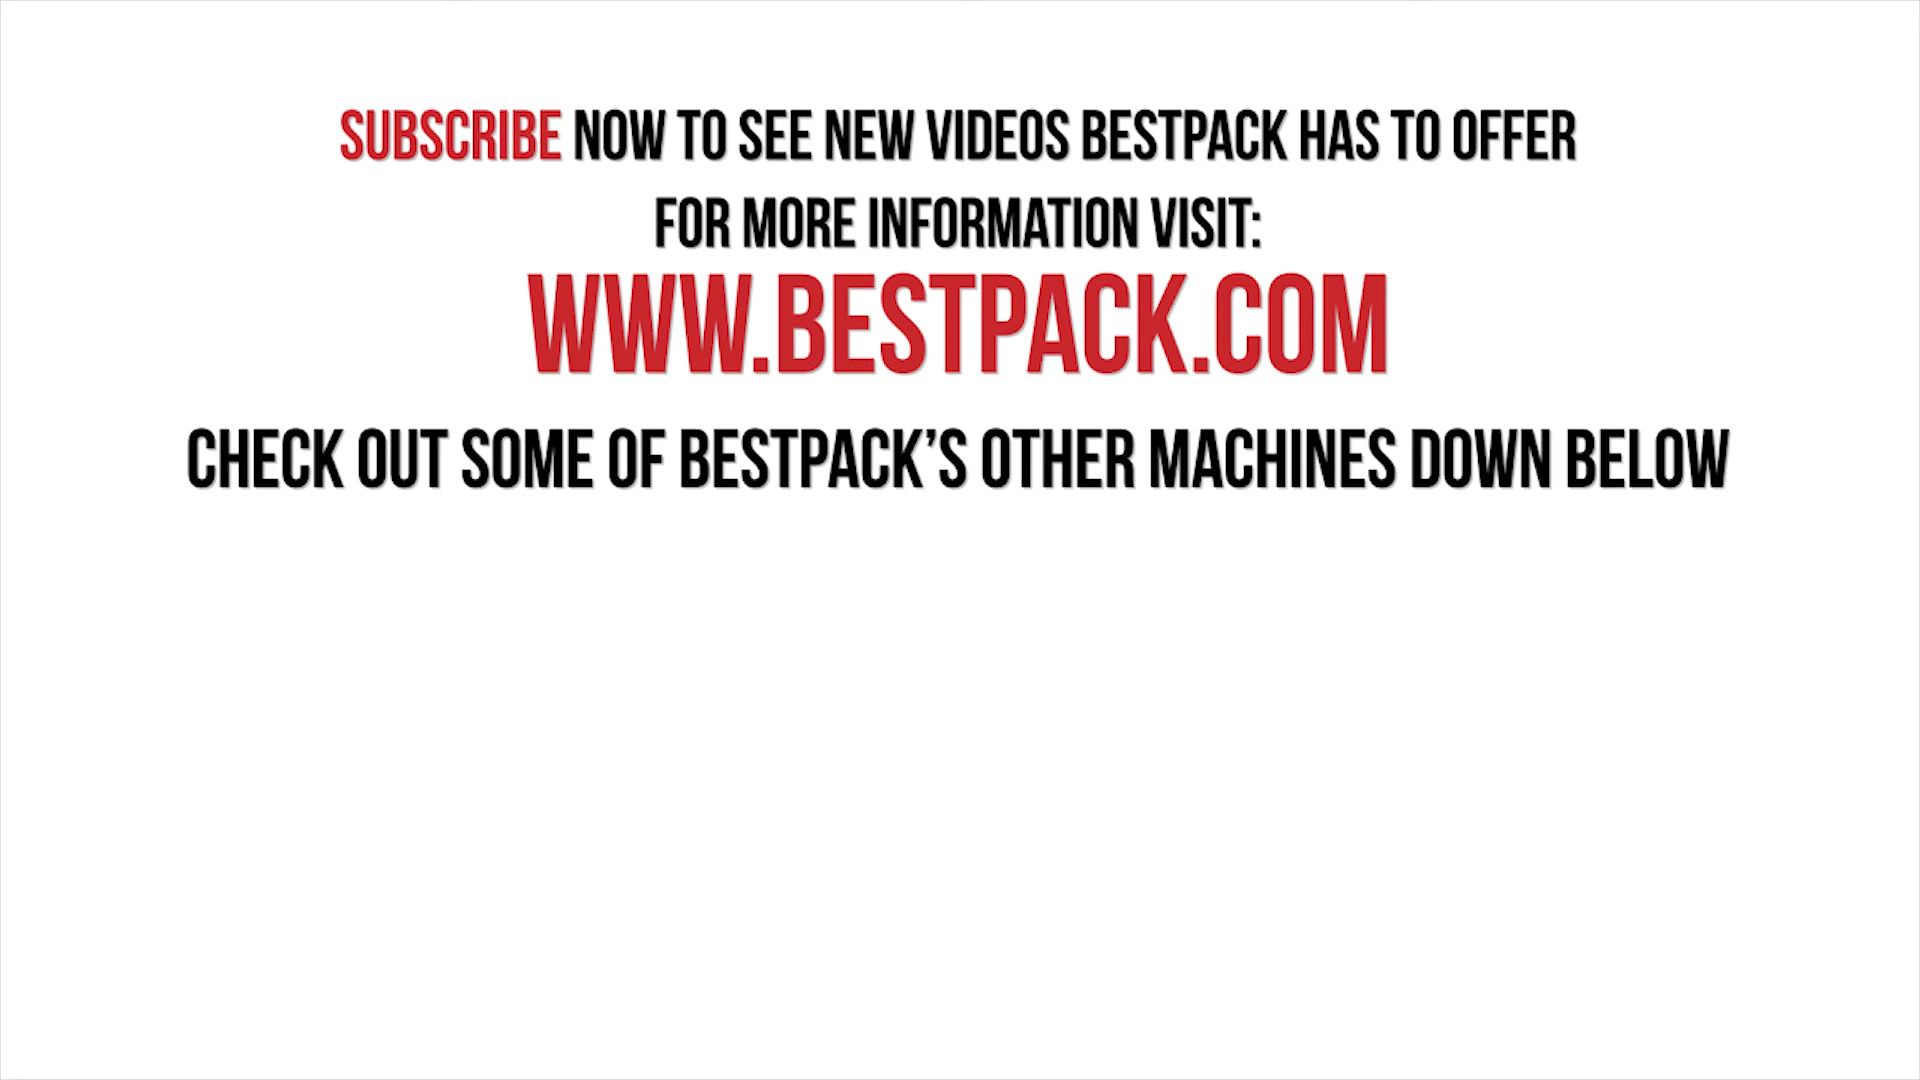 SUBSCRIBE NOW TO SEE NEW VIDEOS BESTPACK HAS TO OFFER
FOR MORE INFORMATION VISIT:
WWW.BESTPACK.COM
CHECK OUT SOME OF BESTPACK’S OTHER MACHINES DOWN BELOW